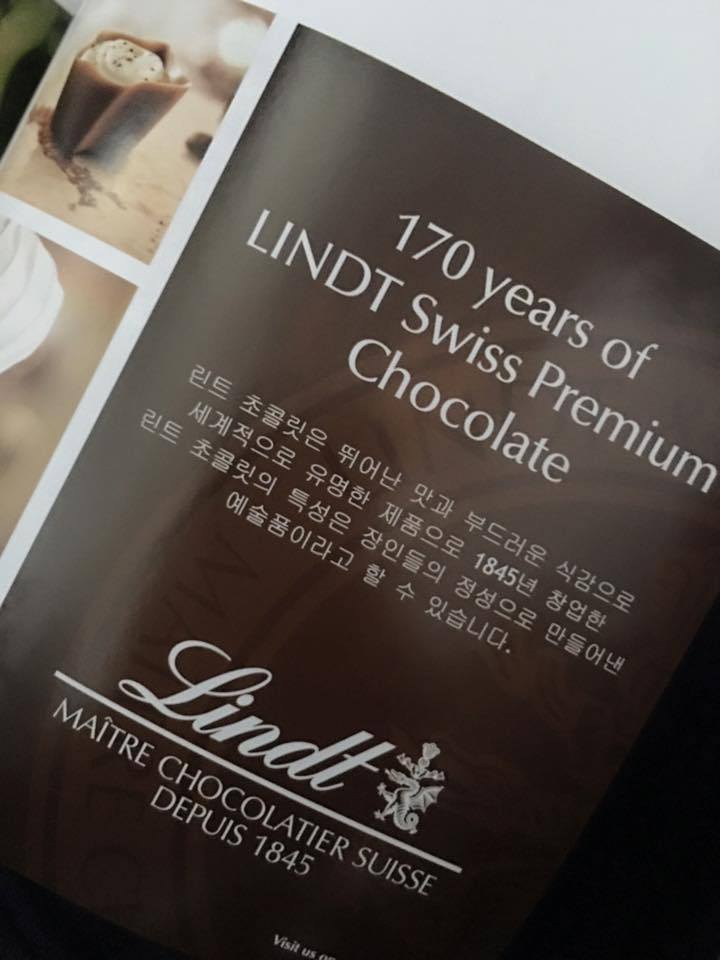 170 years of
LINDT Swiss Premium
Chocolate
린트 초콜릿은 뛰어난 맛과 부드러운 식감으로
세계적으로 유명한 제품으로 1845년 창업한
린트 초콜릿의 특성은 장인들의 정성으로 만들어낸
예술품이라고 할 수 있습니다.
Lindt
MAÎTRE CHOCOLATIER SUISSE
DEPUIS 1845
Visit us on